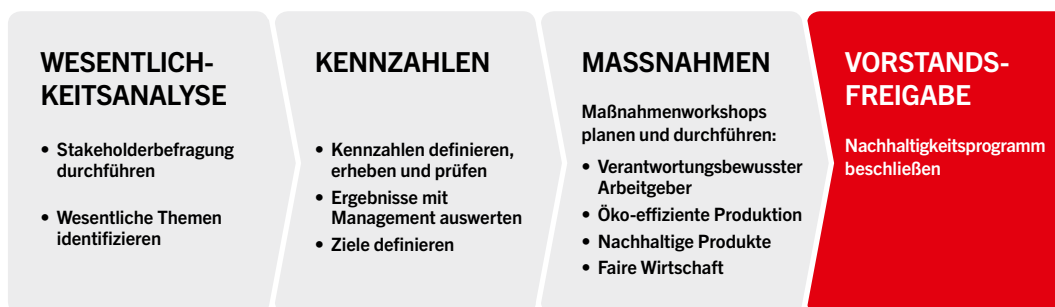 WESENTLICH-
KEITSANALYSE
• Stakeholderbefragung
durchführen
• Wesentliche Themen
identifizieren
KENNZAHLEN
• Kennzahlen definieren,
erheben und prüfen
• Ergebnisse mit
Management auswerten
• Ziele definieren
MASSNAHMEN
Maßnahmenworkshops
planen und durchführen:
• Verantwortungsbewusster
Arbeitgeber
• Öko-effiziente Produktion
• Nachhaltige Produkte
• Faire Wirtschaft
VORSTANDS-
FREIGABE
Nachhaltigkeitsprogramm
beschließen